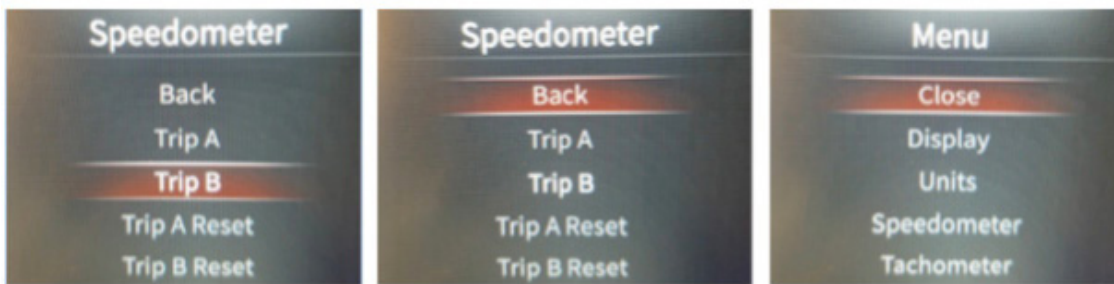 Speedometer
Back
Trip A
Trip B
Trip A Reset
Trip B Reset
Speedometer
Back
Trip A
Trip B
Trip A Reset
Trip B Reset
Menu
Close
Display
Units
Speedometer
Tachometer